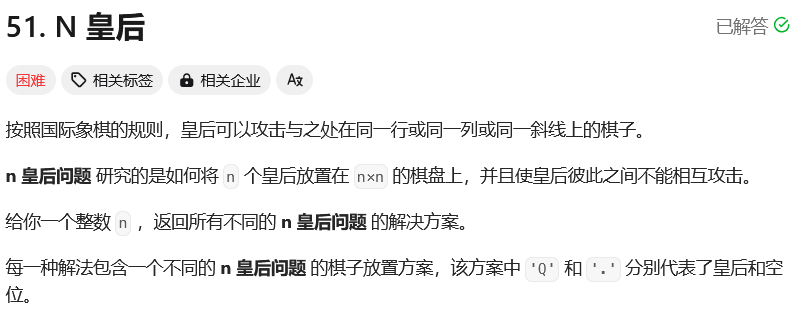 51. N 皇后
已解答
困难 相关标签 相关企业
按照国际象棋的规则，皇后可以攻击与之处在同一行或同一列或同一斜线上的棋子。
n 皇后问题 研究的是如何将 n 个皇后放置在 n×n 的棋盘上，并且使皇后彼此之间不能相互攻击。
给你一个整数 n ，返回所有不同的 n 皇后问题 的解决方案。
每一种解法包含一个不同的 n 皇后问题 的棋子放置方案，该方案中 'Q' 和 '.' 分别代表了皇后和空
位。